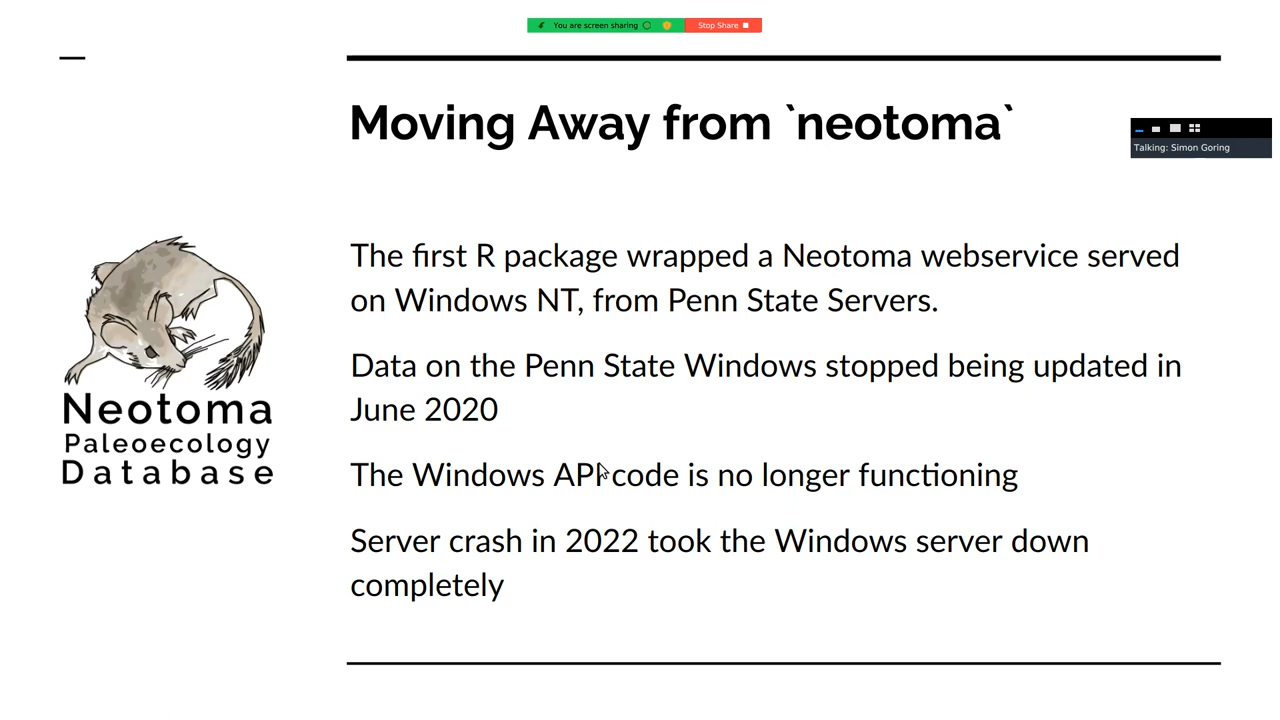 You are screen sharing Stop Share
Moving Away from `neotoma`
Talking: Simon Goring
The first R package wrapped a Neotoma webservice served
on Windows NT, from Penn State Servers.
Data on the Penn State Windows stopped being updated in
June 2020
The Windows API code is no longer functioning
Server crash in 2022 took the Windows server down
completely
Neotoma
Paleoecology
Database